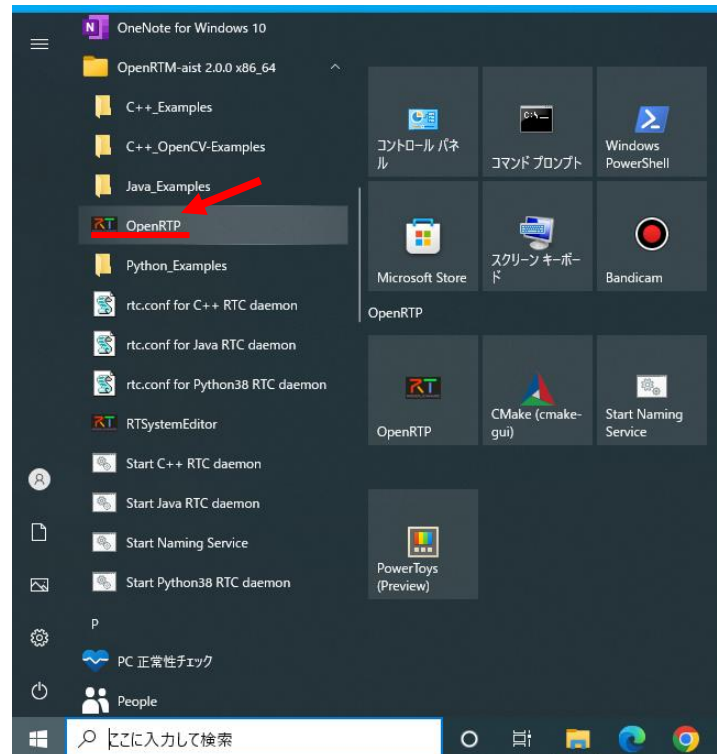 OneNote for Windows 10
OpenRTM-aist 2.0.0 x86_64
C++_Examples
C++_OpenCV-Examples
Java_Examples
OpenRTP
Python_Examples
rtc.conf for C++ RTC daemon
rtc.conf for Java RTC daemon
rtc.conf for Python38 RTC daemon
RTSystemEditor
Start C++ RTC daemon
Start Java RTC daemon
Start Naming Service
Start Python38 RTC daemon
P
PC 正常性チェック
People
ここに入力して検索
コントロール パネ
ル
コマンド プロンプト
Windows
PowerShell
Microsoft Store
スクリーン キーボー
ド
Bandicam
OpenRTP
OpenRTP
CMake (cmake-
gui)
Start Naming
Service
PowerToys
(Preview)